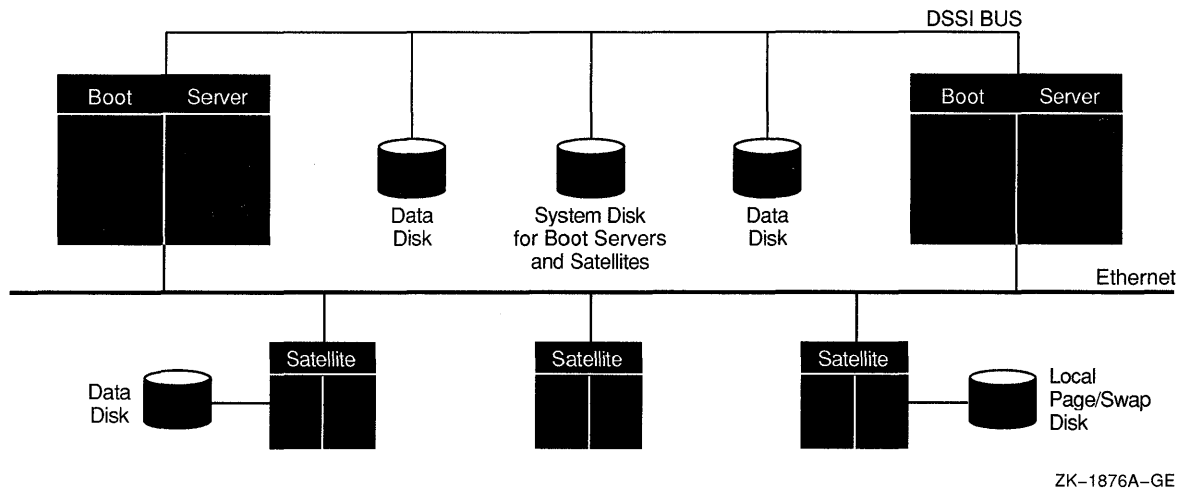 DSSI BUS
Boot Server
Boot Server
Data
Disk
System Disk
for Boot Servers
and Satellites
Data
Disk
Ethernet
Satellite
Satellite
Satellite
Data
Disk
Local
Page/Swap
Disk
ZK-1876A-GE